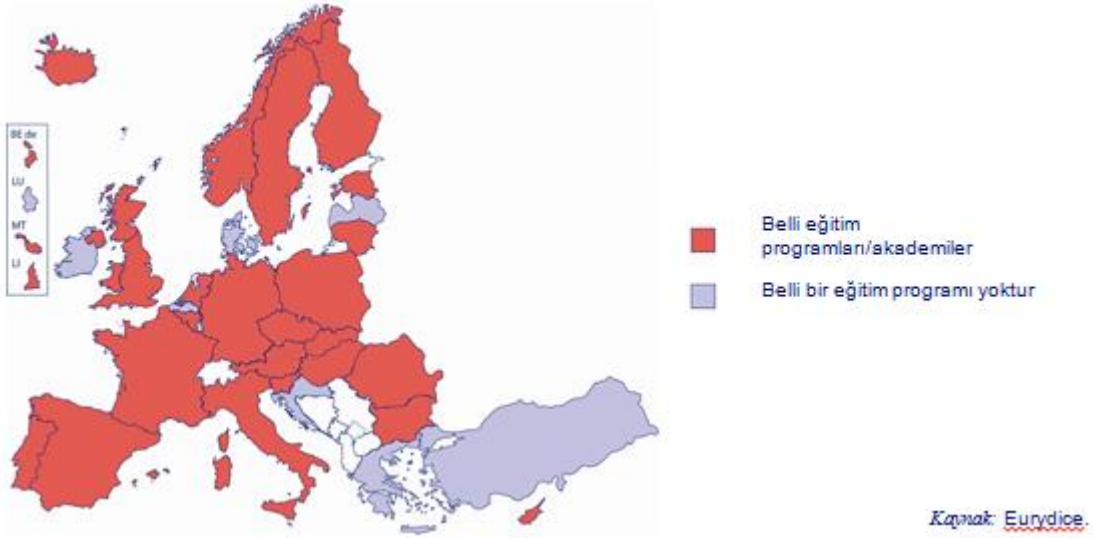 BE de
LU
MT
LI
Belli eğitim
programları/akademiler
Belli bir eğitim programı yoktur
Kaynak: Eurydice.